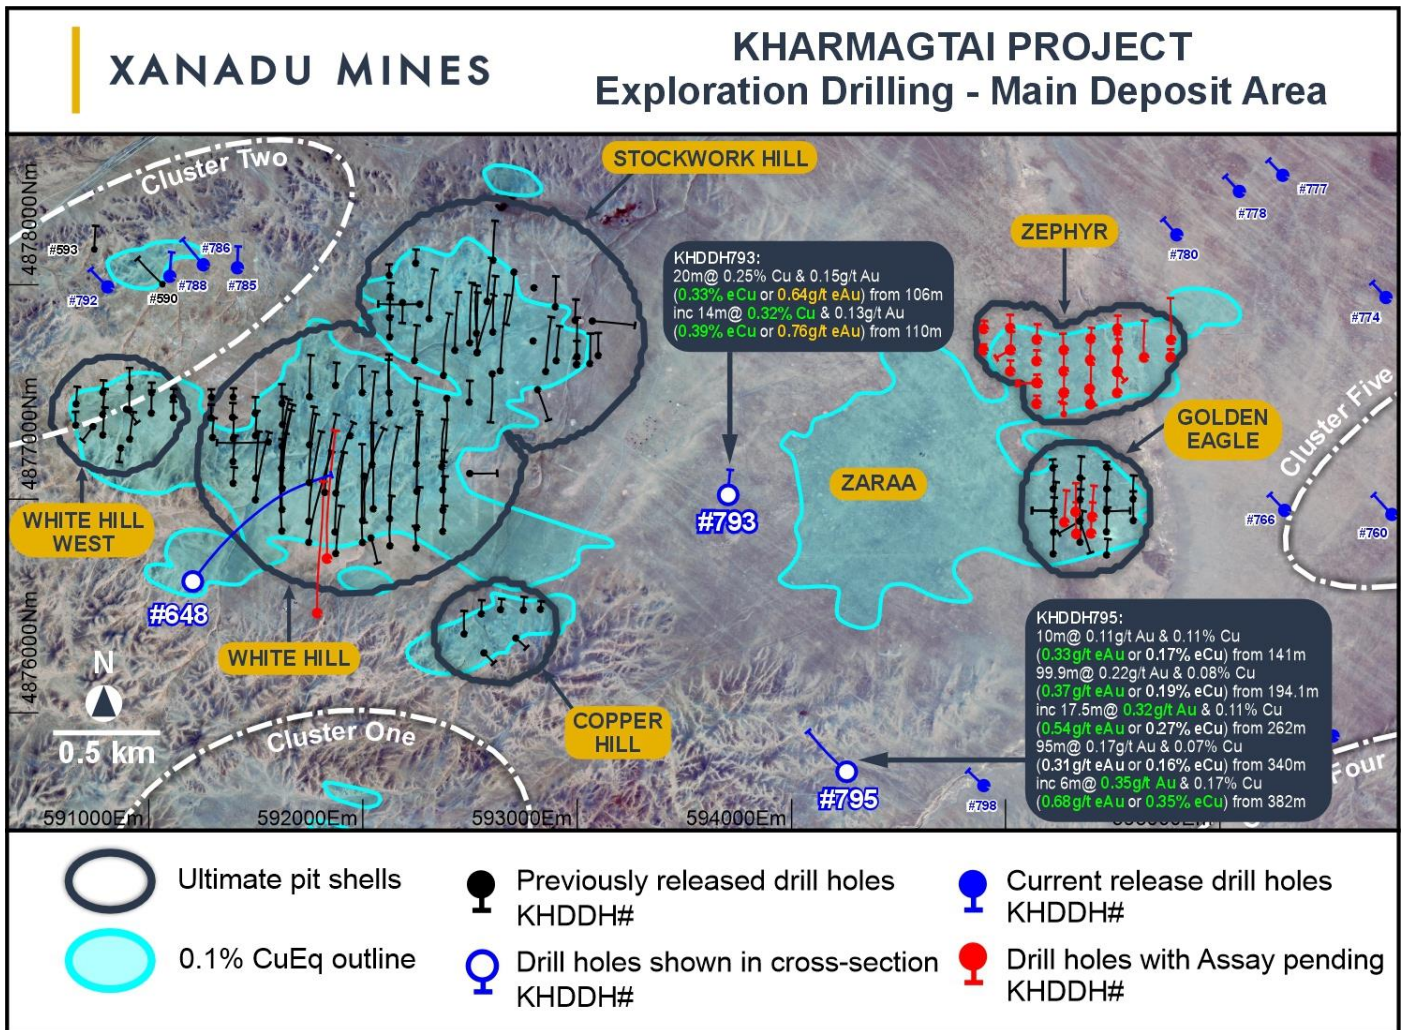 XANADU MINES
KHARMAGTAI PROJECT
Exploration Drilling - Main Deposit Area
Cluster Two
STOCKWORK HILL
#777
#778
#780
ZEPHYR
4878000Nm
#593
#786
#785
#788
#590
#792
KHDDH793:
20m@ 0.25% Cu & 0.15g/t Au
(0.33% eCu or 0.64g/t eAu) from 106m
inc 14m@ 0.32% Cu & 0.13g/t Au
(0.39% eCu or 0.76g/t eAu) from 110m
#774
Cluster Five
GOLDEN
EAGLE
4877000Nm
ZARAA
WHITE HILL
WEST
#793
#766
#760
#648
WHITE HILL
4876000Nm
N
0.5 km
COPPER
HILL
Cluster One
KHDDH795:
10m@ 0.11g/t Au & 0.11% Cu
(0.33g/t eAu or 0.17% eCu) from 141m
99.9m@ 0.22g/t Au & 0.08% Cu
(0.37g/t eAu or 0.19% eCu) from 194.1m
inc 17.5m@ 0.32g/t Au & 0.11% Cu
(0.54g/t eAu or 0.27% eCu) from 262m
95m@ 0.17g/t Au & 0.07% Cu
(0.31g/t eAu or 0.16% eCu) from 340m
inc 6m@ 0.35g/t Au & 0.17% Cu
(0.68g/t eAu or 0.35% eCu) from 382m
Four
#795
#798
591000Em
592000Em
593000Em
594000Em
Ultimate pit shells
0.1% CuEq outline
Previously released drill holes
KHDDH#
Drill holes shown in cross-section
KHDDH#
Current release drill holes
KHDDH#
Drill holes with Assay pending
KHDDH#